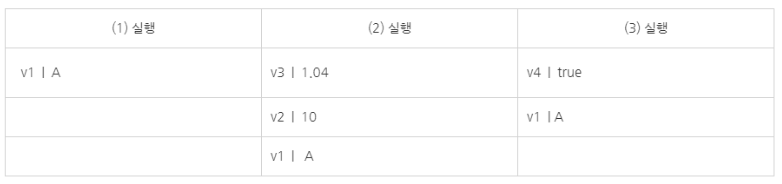 (1) 실행 (2) 실행 (3) 실행
v1 | A v3 | 1.04 v4 | true
v2 | 10 v1 | A
v1 | A